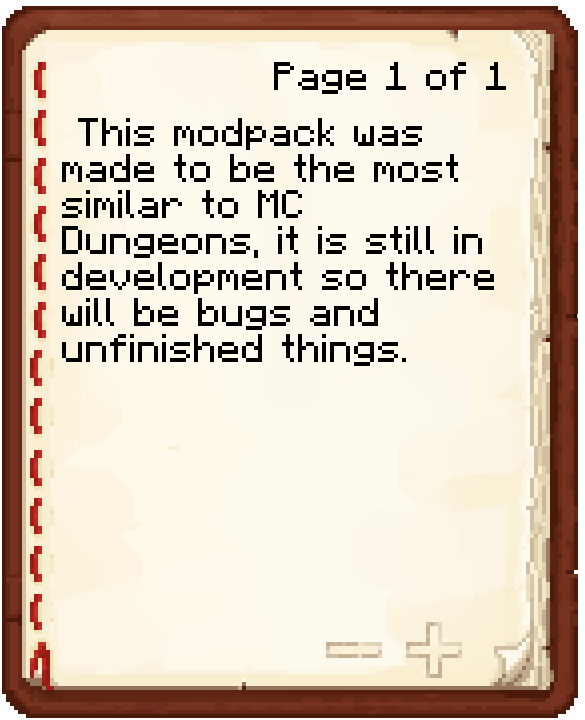 Page 1 of 1
This modpack was
made to be the most
similar to MC
Dungeons, it is still in
development so there
will be bugs and
unfinished things.